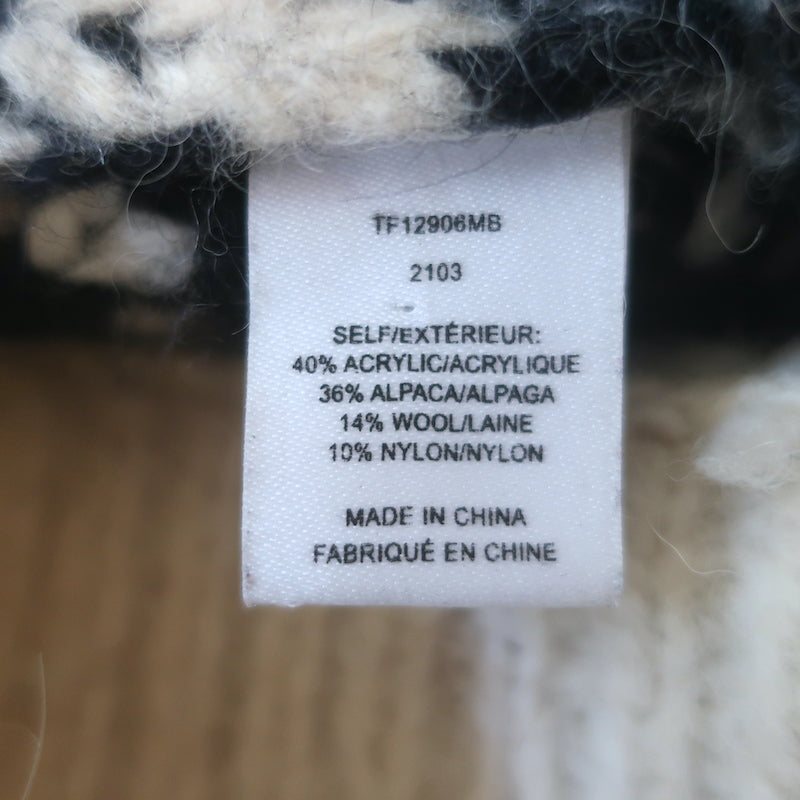 TF12906MB
2103
SELF/EXTÉRIEUR:
40% ACRYLIC/ACRYLIQUE
36% ALPACA/ALPAGA
14% WOOL/LAINE
10% NYLON/NYLON
MADE IN CHINA
FABRIQUÉ EN CHINE